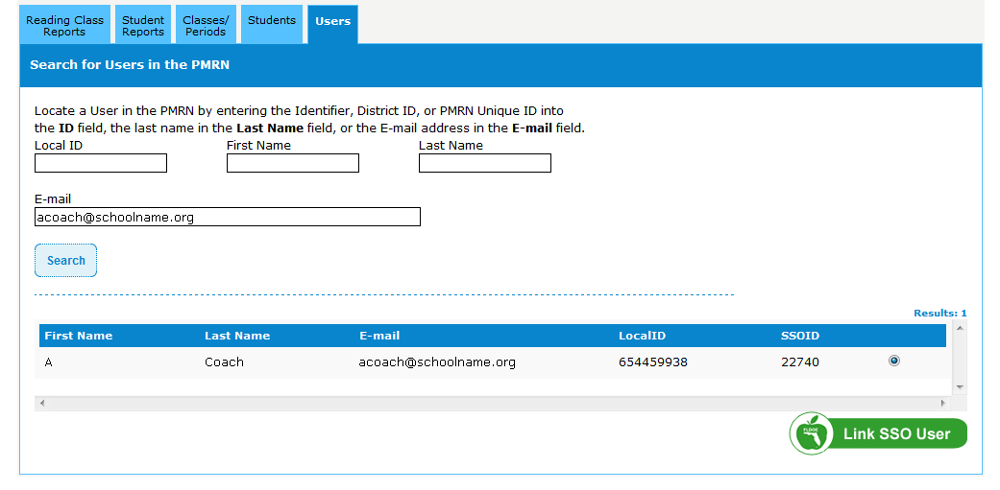 Reading Class Reports
Student Reports
Classes/ Periods
Students
Users
Search for Users in the PMRN
Locate a User in the PMRN by entering the Identifier, District ID, or PMRN Unique ID into
the ID field, the last name in the Last Name field, or the E-mail address in the E-mail field.
Local ID First Name Last Name
E-mail
acoach@schoolname.org
Search
Results: 1
First Name Last Name E-mail LocalID SSOID
A Coach acoach@schoolname.org 654459938 22740
FLDOE
Link SSO User